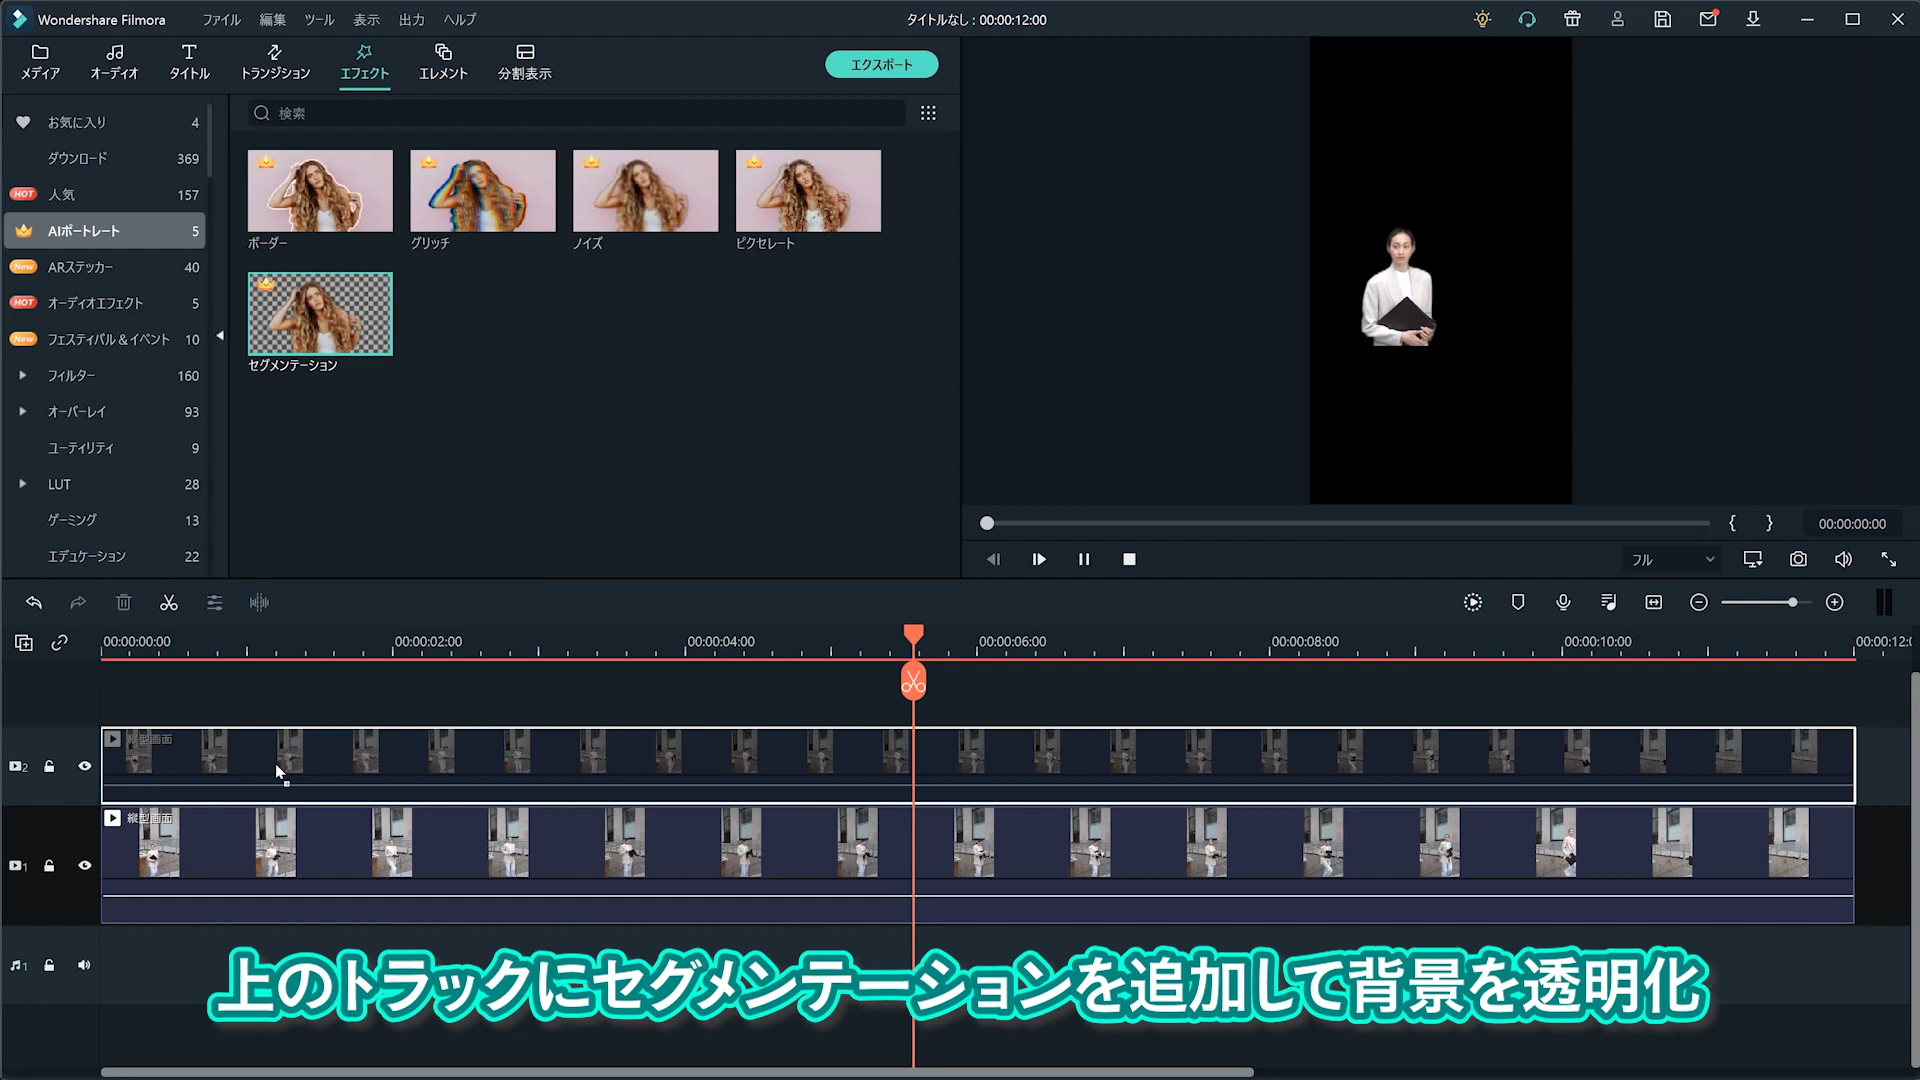 Wondershare Filmora
ファイル 編集 ツール 表示 出力 ヘルプ
タイトルなし : 00:00:12:00
メディア オーディオ タイトル トランジション エフェクト エレメント 分割表示
エクスポート
お気に入り 4
ダウンロード 369
HOT 人気 157
AIポートレート 5
New ARステッカー 40
HOT オーディオエフェクト 5
New フェスティバル＆イベント 10
フィルター 160
オーバーレイ 93
ユーティリティ 9
LUT 28
ゲーミング 13
エデュケーション 22
検索
ボーダー グリッチ ノイズ ピクセレート
セグメンテーション
{ } 00:00:00:00
フル
00:00:00:00 00:00:02:00 00:00:04:00 00:00:06:00 00:00:08:00 00:00:10:00 00:00:12:0
縦型画面
2
縦型画面
1
1
上のトラックにセグメンテーションを追加して背景を透明化